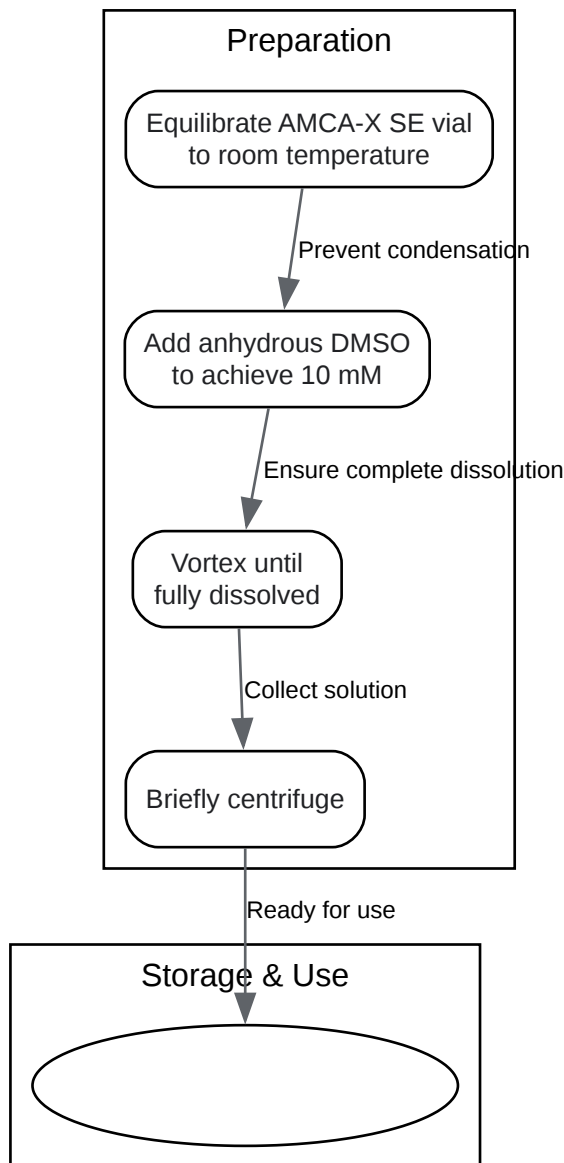 Preparation
Equilibrate AMCA-X SE vial
to room temperature
Prevent condensation
Add anhydrous DMSO
to achieve 10 mM
Ensure complete dissolution
Vortex until
fully dissolved
Collect solution
Briefly centrifuge
Ready for use
Storage & Use